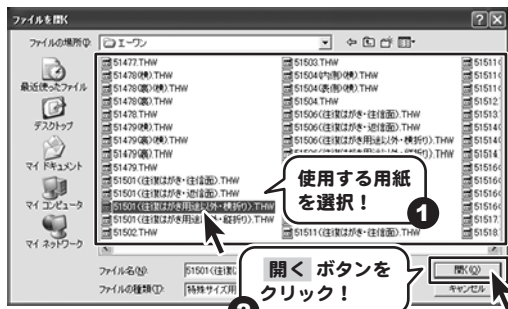 ファイルを開く
ファイルの場所(I):
エーワン
最近使ったファイル
デスクトップ
マイ ドキュメント
マイ コンピュータ
マイ ネットワーク
51477.THW
51478(横).THW
51478(裏)(横).THW
51478(裏).THW
51478.THW
51479(横).THW
51479(裏).THW
51479.THW
51501(往復はがき・往信面).THW
51501(往復はがき・返信面).THW
51501(往復はがき用途以外・横折り).THW
51501(往復はがき用途以外・縦折り).THW
51502.THW
51503.THW
51504(内側)(横).THW
51504(表側)(横).THW
51504.THW
51506(往復はがき・往信面).THW
51506(往復はがき・返信面).THW
51506(往復はがき用途以外・横折り).THW
51511(往復はがき・往信面).THW
使用する用紙
を選択!
1
ファイル名(N):
51501(往復
開く(O)
ファイルの種類(T):
特殊サイズ用
キャンセル
開く ボタンを
クリック!